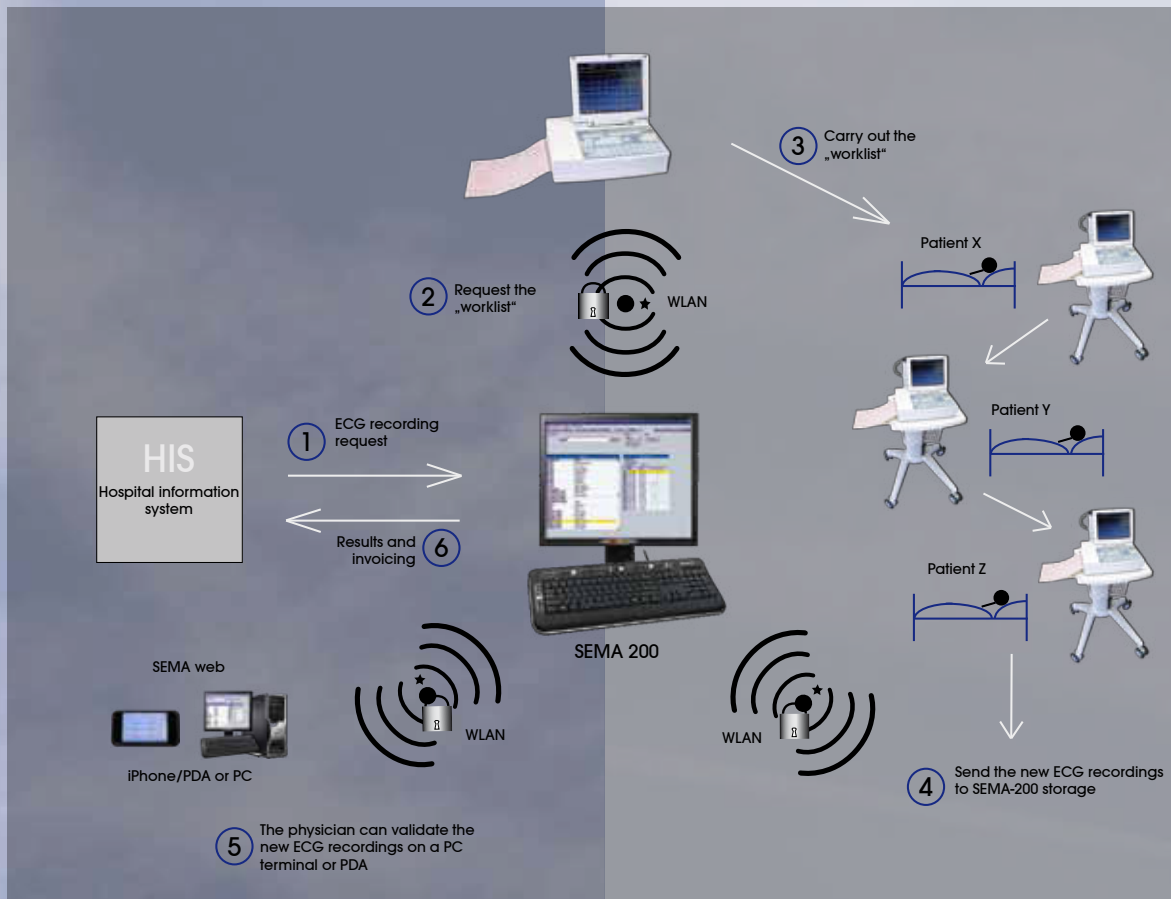 3
Carry out the
„worklist“
Patient X
2
Request the
„worklist“
WLAN
1
ECG recording
request
HIS
Hospital information
system
Results and
invoicing
6
Patient Y
Patient Z
SEMA 200
SEMA web
iPhone/PDA or PC
WLAN
WLAN
4
Send the new ECG recordings
to SEMA-200 storage
5
The physician can validate the
new ECG recordings on a PC
terminal or PDA